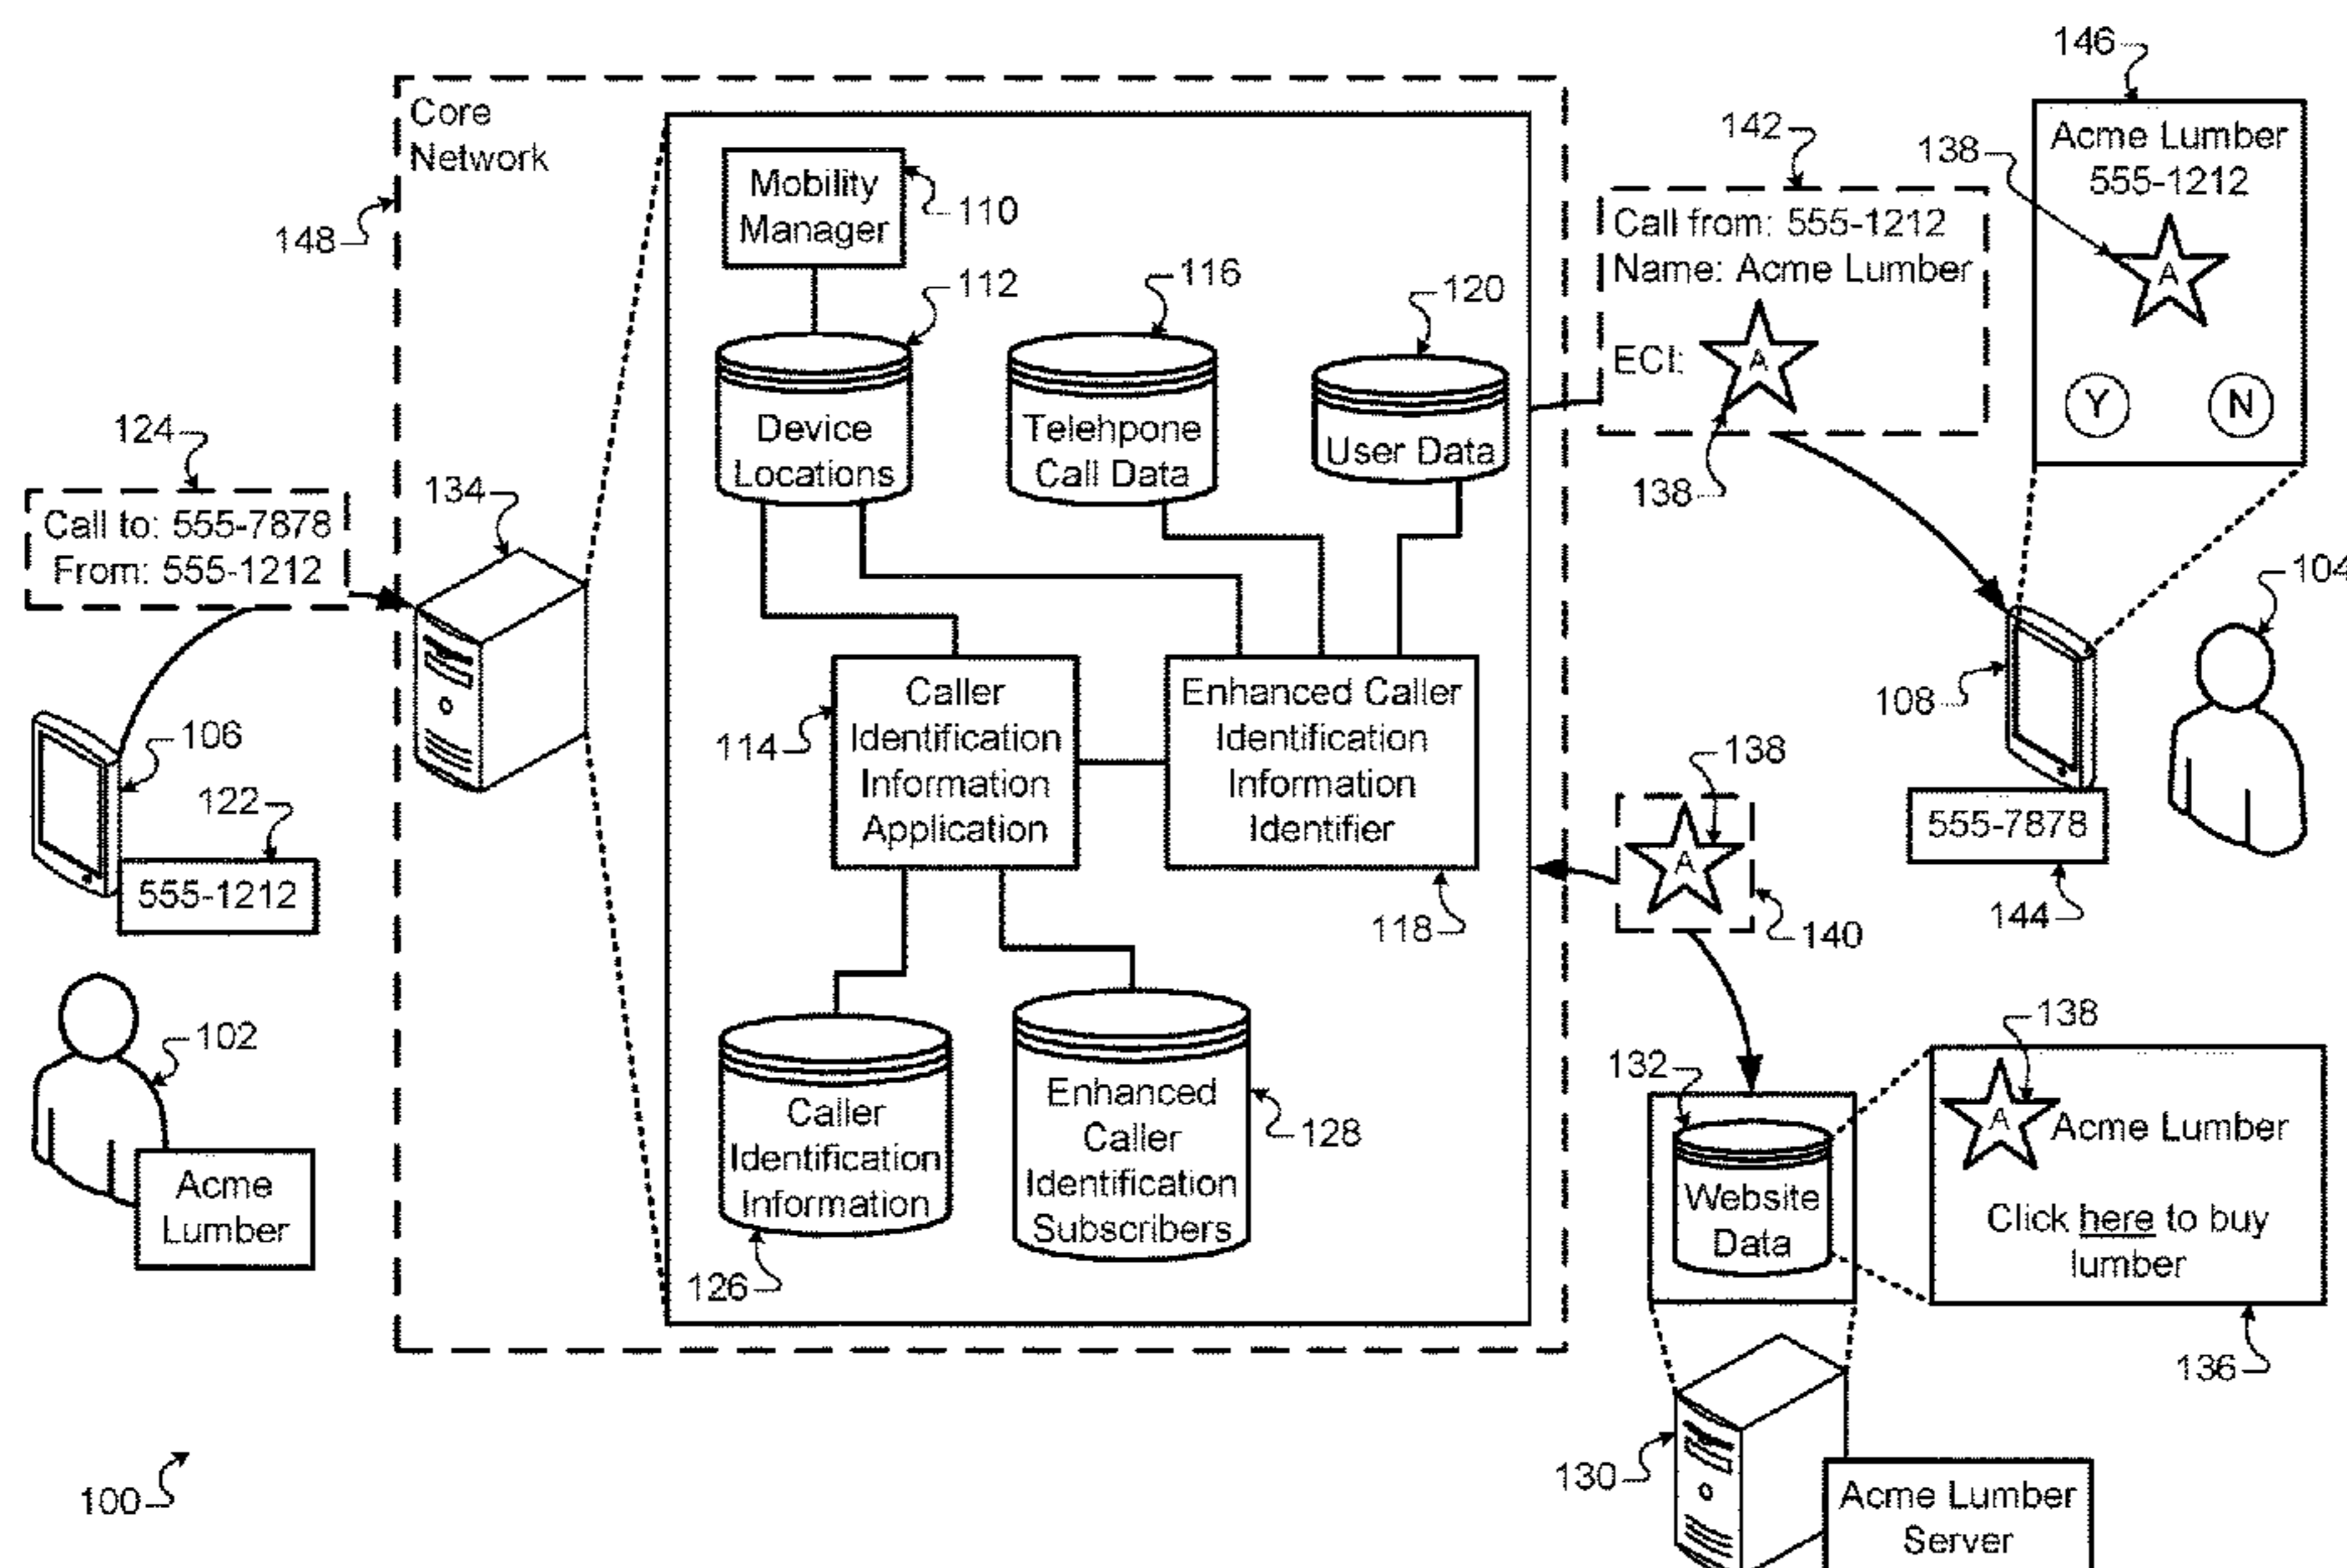 146
Core
Network
142
138
Acme Lumber
555-1212
A
Y
N
148
Mobility
Manager
110
112
116
120
Call from: 555-1212
Name: Acme Lumber
ECI:
A
138
Device
Locations
Telehpone
Call Data
User Data
124
Call to: 555-7878
From: 555-1212
134
104
108
555-7878
144
106
122
555-1212
114
Caller
Identification
Information
Application
Enhanced Caller
Identification
Information
Identifier
118
138
A
140
102
Acme
Lumber
Caller
Identification
Information
126
Enhanced
Caller
Identification
Subscribers
128
132
Website
Data
138
A
Acme Lumber
Click here to buy
lumber
136
130
Acme Lumber
Server
100